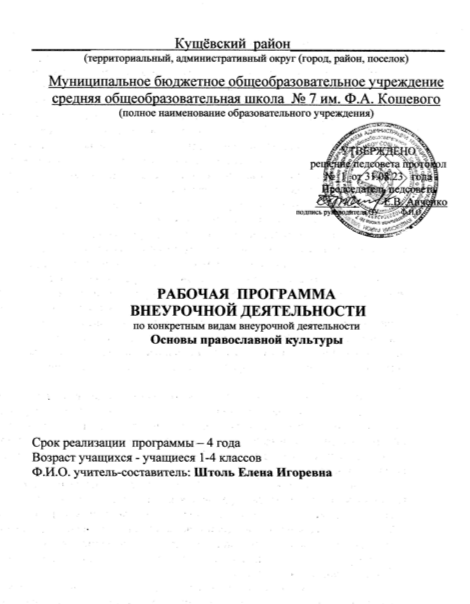 Кущёвский район
(территориальный, административный округ (город, район, поселок)
Муниципальное бюджетное общеобразовательное учреждение
средняя общеобразовательная школа № 7 им. Ф.А. Кошевого
(полное наименование образовательного учреждения)
УТВЕРЖДЕНО
решение педсовета протокол
№ 1 от 31.08.23 года
Председатель педсовета
подпись руководителя ОУ Ф.И.О.
РАБОЧАЯ ПРОГРАММА
ВНЕУРОЧНОЙ ДЕЯТЕЛЬНОСТИ
по конкретным видам внеурочной деятельности
Основы православной культуры
Срок реализации программы – 4 года
Возраст учащихся - учащиеся 1-4 классов
Ф.И.О. учитель-составитель: Штоль Елена Игоревна